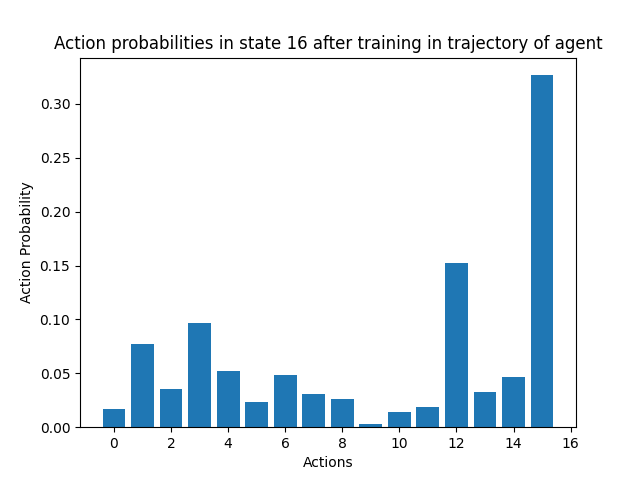 Action probabilities in state 16 after training in trajectory of agent
0.30
0.25
0.20
0.15
0.10
0.05
0.00
Action Probability
0 2 4 6 8 10 12 14 16
Actions